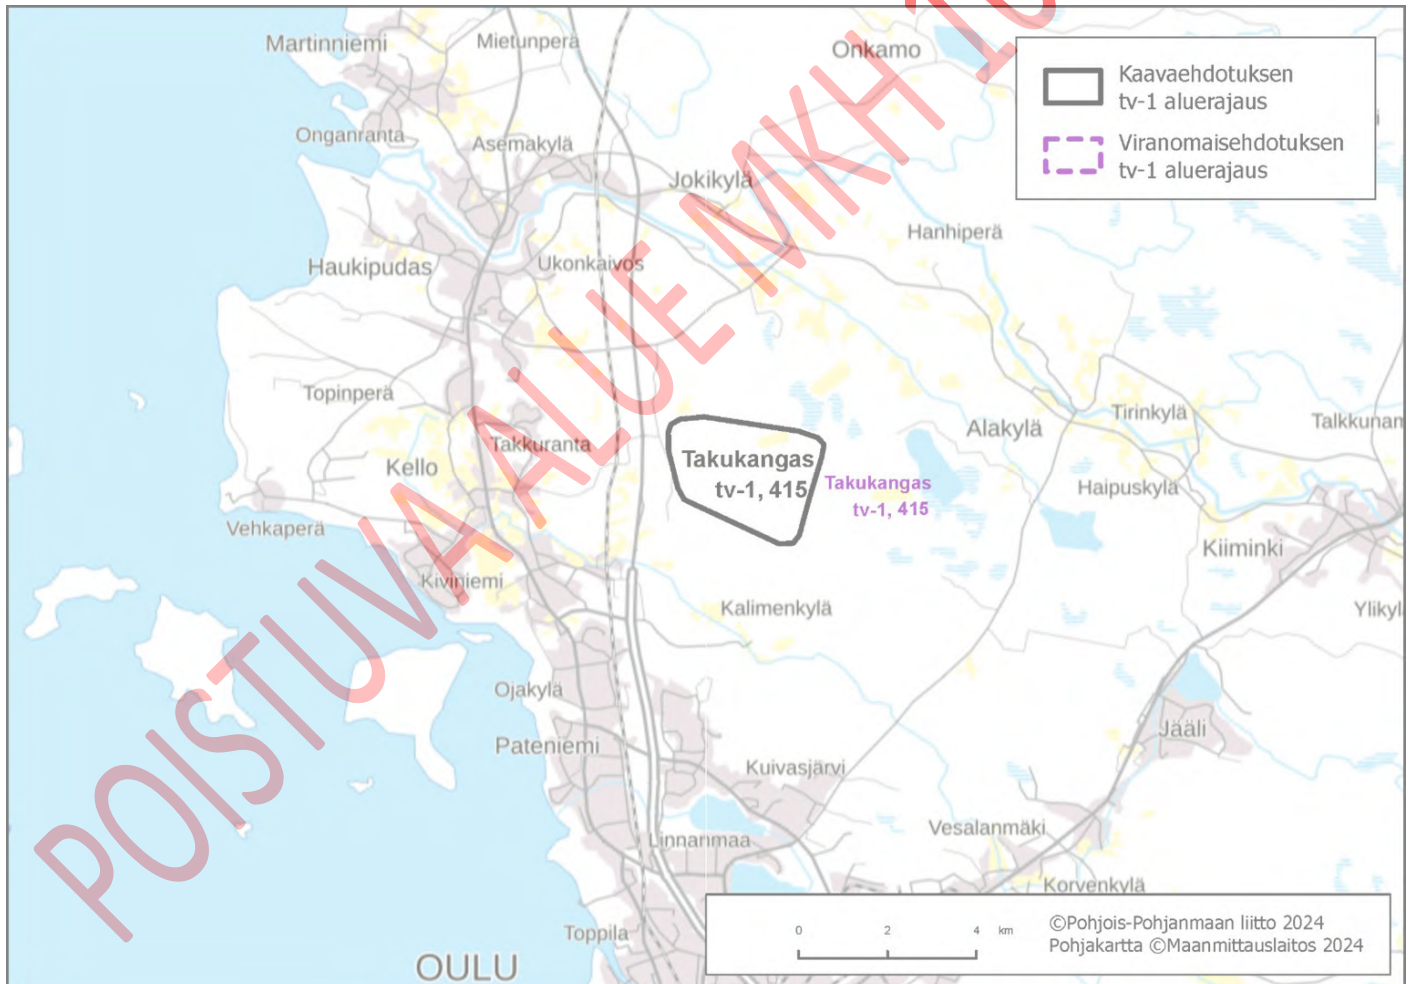 Martinniemi
Mietunperä
Onkamo
Kaavaehdotuksen
tv-1 aluerajaus
Viranomaisehdotuksen
tv-1 aluerajaus
Onganranta
Asemakylä
Jokikylä
Hanhiperä
Haukipudas
Ukonkaivos
Topinperä
Takkuranta
Kello
Vehkaperä
Kiviniemi
Takukangas
tv-1, 415
Takukangas
tv-1, 415
Alakylä
Tirinkylä
Talkkunam
Haipuskylä
Kiiminki
Ylikyl
Kalimenkylä
Ojakylä
Pateniemi
Kuivasjärvi
Jääli
Linnanmaa
Vesalanmäki
Korvenkylä
Toppila
OULU
POISTUVA ALUE MKH
0 2 4 km
©Pohjois-Pohjanmaan liitto 2024
Pohjakartta ©Maanmittauslaitos 2024